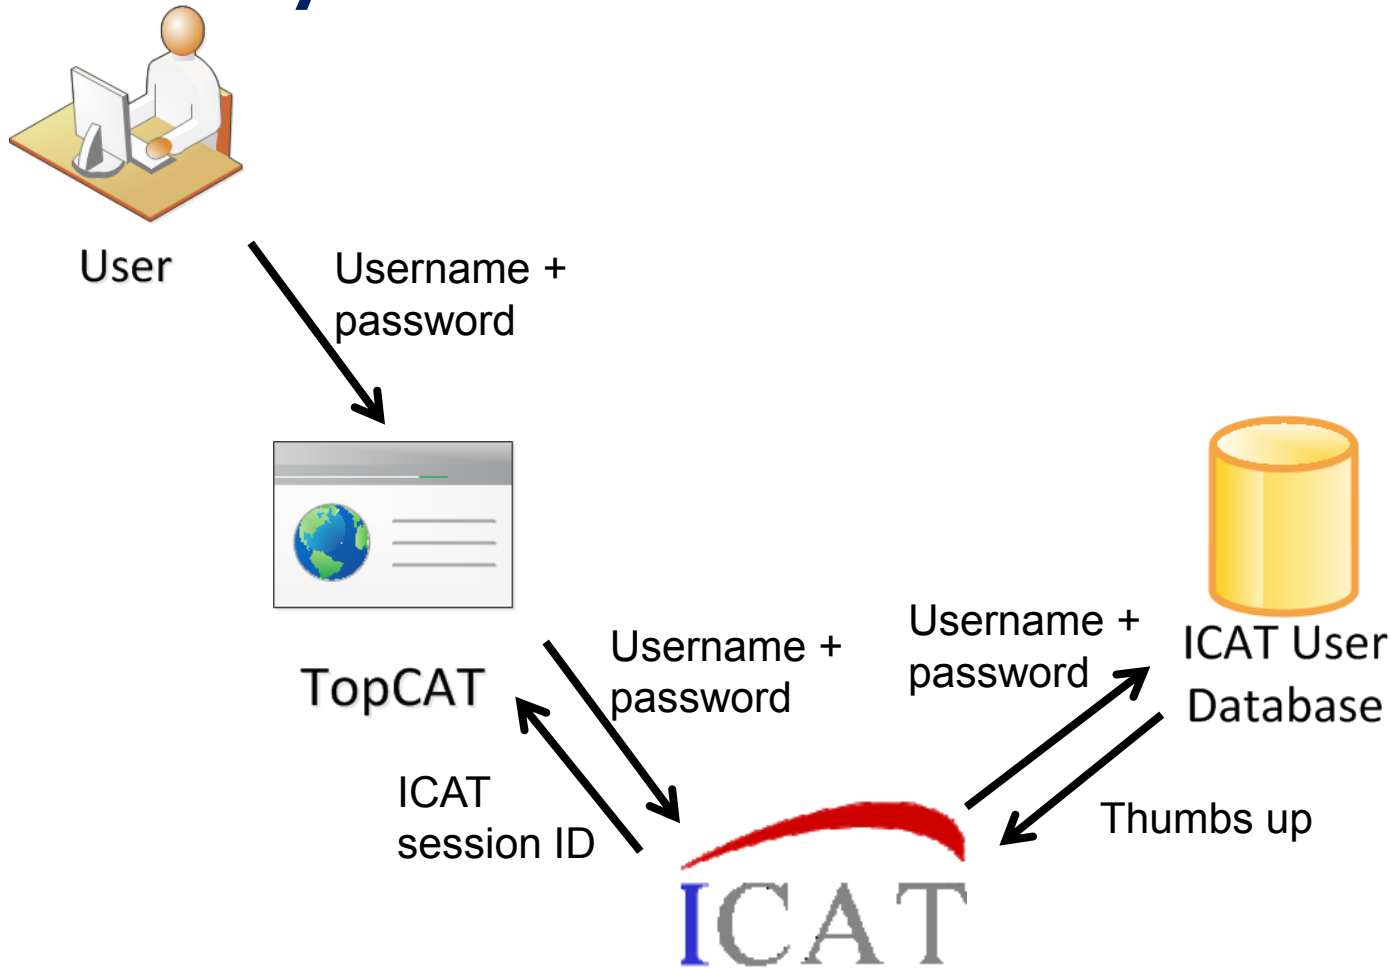 User
Username +
password
TopCAT
Username +
password
ICAT
session ID
Username +
password
ICAT User
Database
Thumbs up
ICAT